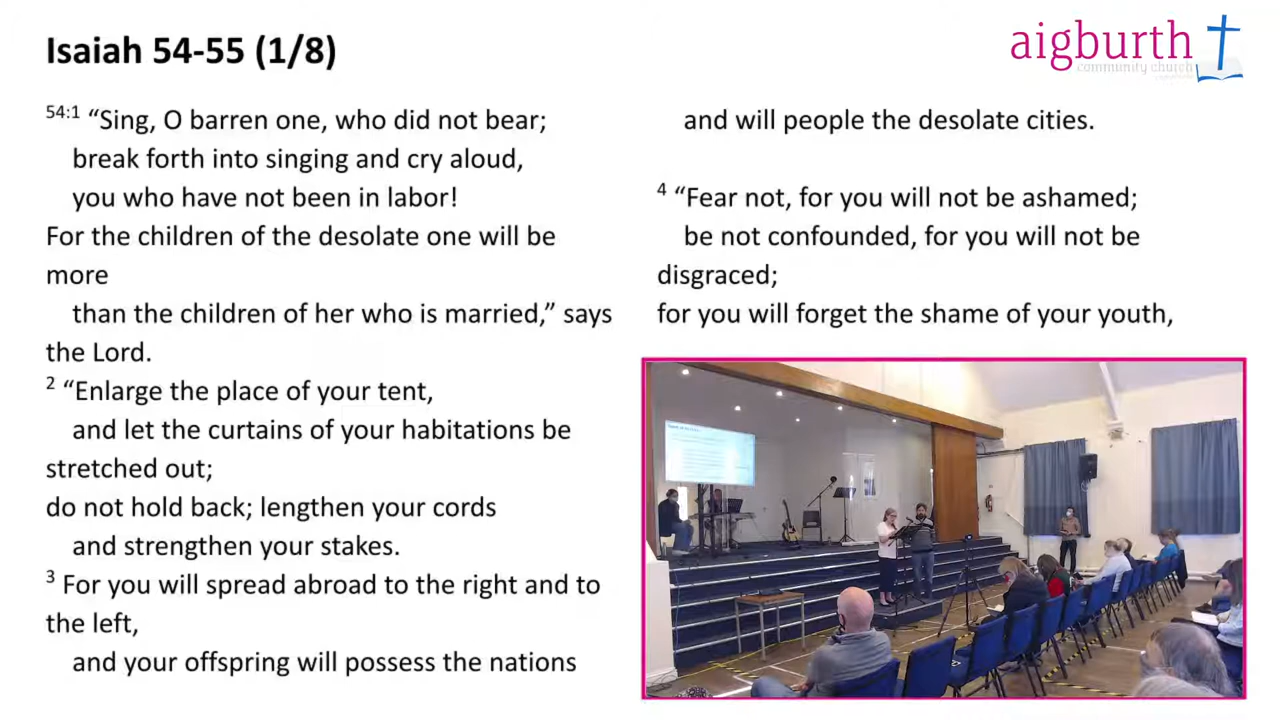 Isaiah 54-55 (1/8)
aigburth
community church
54:1 “Sing, O barren one, who did not bear;
break forth into singing and cry aloud,
you who have not been in labor!
For the children of the desolate one will be
more
than the children of her who is married,” says
the Lord.
2 “Enlarge the place of your tent,
and let the curtains of your habitations be
stretched out;
do not hold back; lengthen your cords
and strengthen your stakes.
3 For you will spread abroad to the right and to
the left,
and your offspring will possess the nations
and will people the desolate cities.
4 “Fear not, for you will not be ashamed;
be not confounded, for you will not be
disgraced;
for you will forget the shame of your youth,